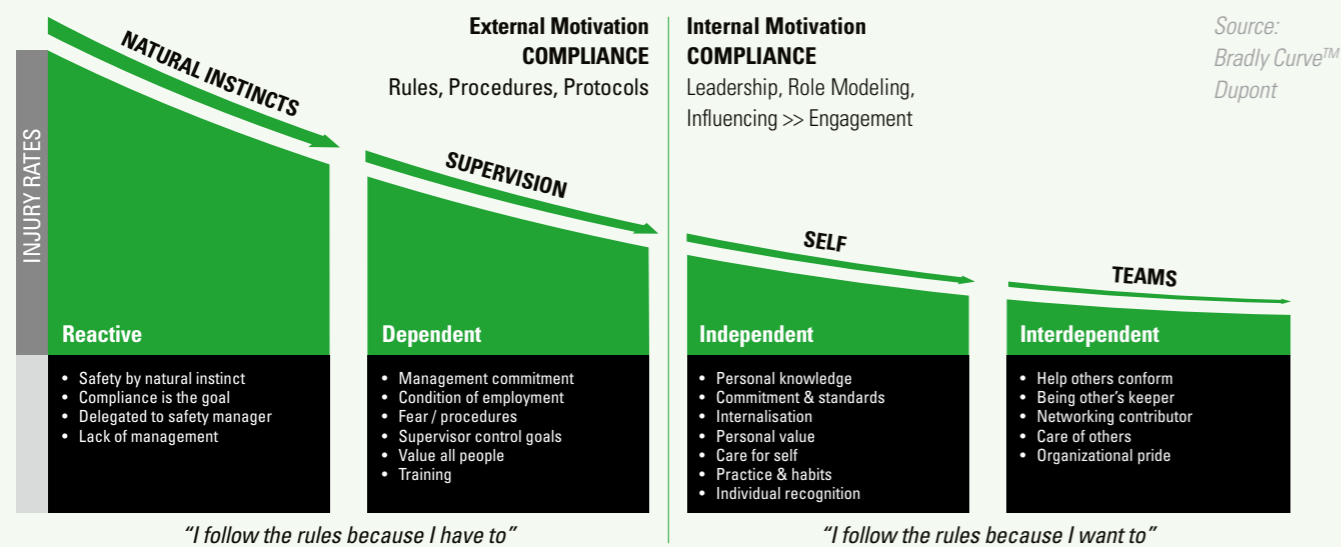 External Motivation
COMPLIANCE
Rules, Procedures, Protocols
Internal Motivation
COMPLIANCE
Leadership, Role Modeling,
Influencing >> Engagement
Source:
Bradly Curve™
Dupont
INJURY RATES
NATURAL INSTINCTS
SUPERVISION
SELF
TEAMS
Reactive
• Safety by natural instinct
• Compliance is the goal
• Delegated to safety manager
• Lack of management
Dependent
• Management commitment
• Condition of employment
• Fear / procedures
• Supervisor control goals
• Value all people
• Training
Independent
• Personal knowledge
• Commitment & standards
• Internalisation
• Personal value
• Care for self
• Practice & habits
• Individual recognition
Interdependent
• Help others conform
• Being other's keeper
• Networking contributor
• Care of others
• Organizational pride
“I follow the rules because I have to”
“I follow the rules because I want to”